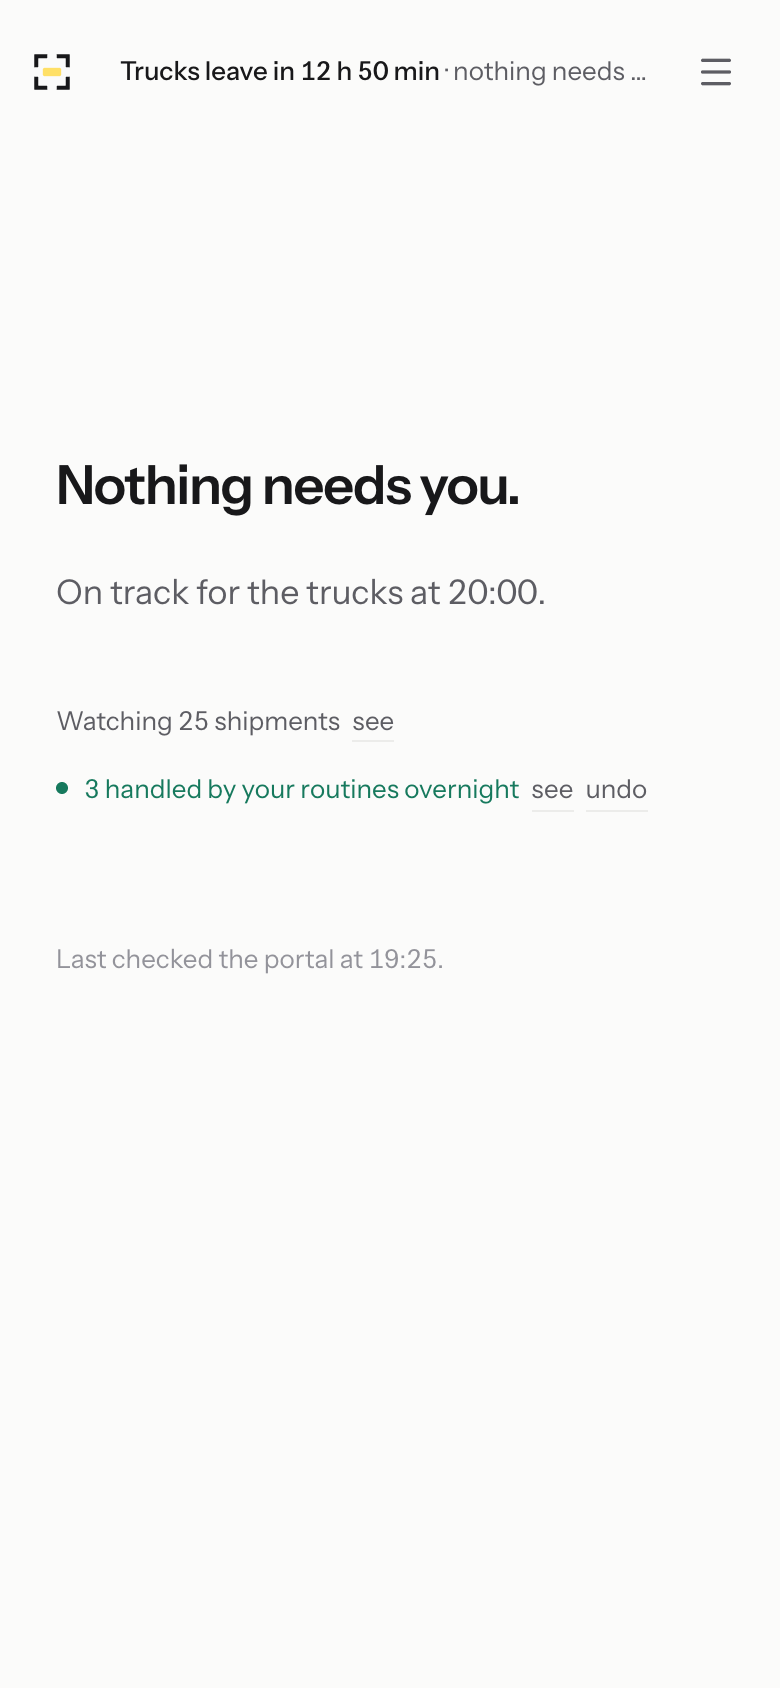 Trucks leave in 12 h 50 min · nothing needs ...
Nothing needs you.
On track for the trucks at 20:00.
Watching 25 shipments see
3 handled by your routines overnight see undo
Last checked the portal at 19:25.